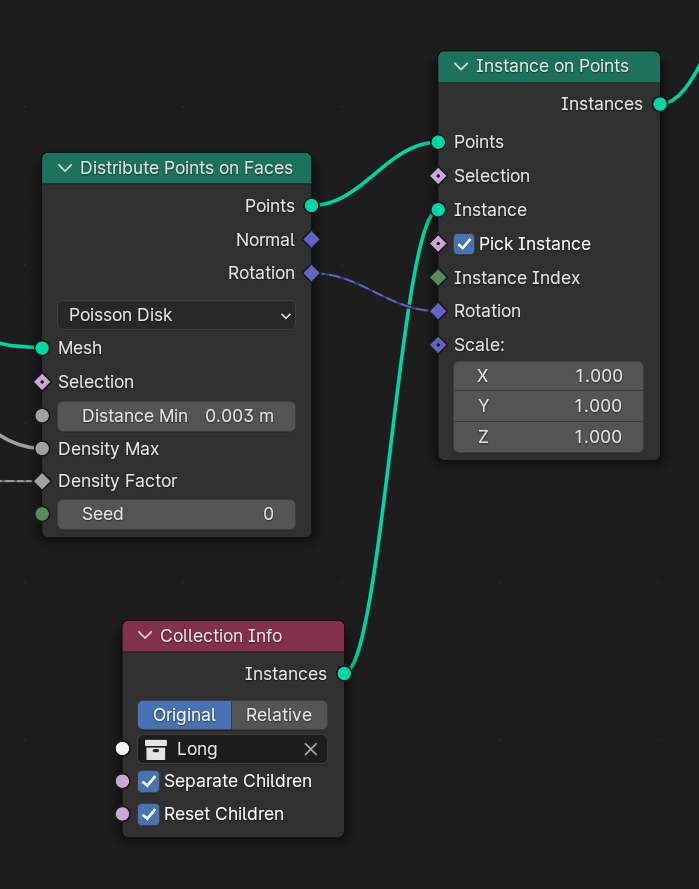 Instance on Points
Instances
Points
Selection
Instance
Pick Instance
Instance Index
Rotation
Scale:
X 1.000
Y 1.000
Z 1.000
Distribute Points on Faces
Points
Normal
Rotation
Poisson Disk
Mesh
Selection
Distance Min 0.003 m
Density Max
Density Factor
Seed 0
Collection Info
Instances
Original Relative
Long
Separate Children
Reset Children